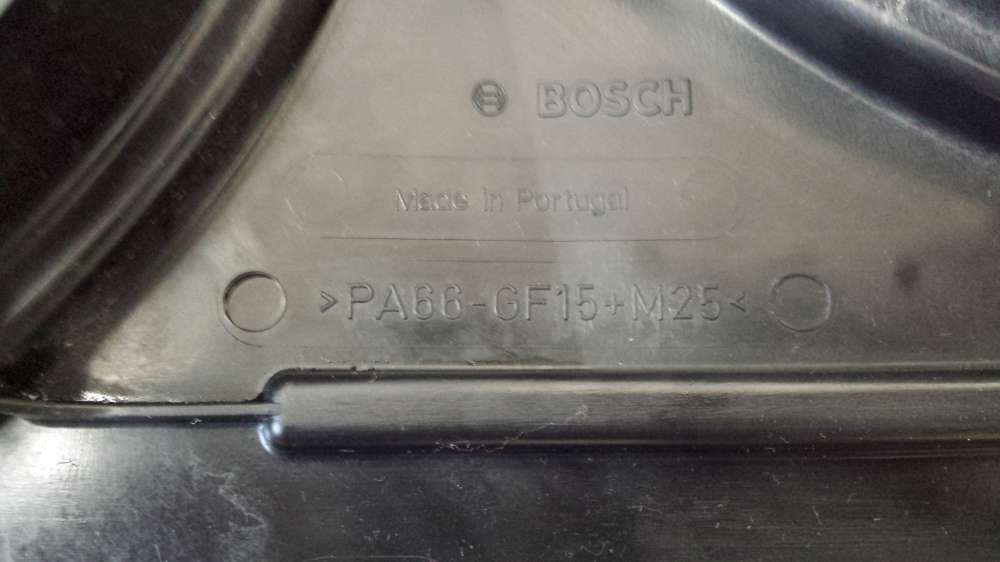 BOSCH
Made in Portugal
>PA66-GF15+M25<